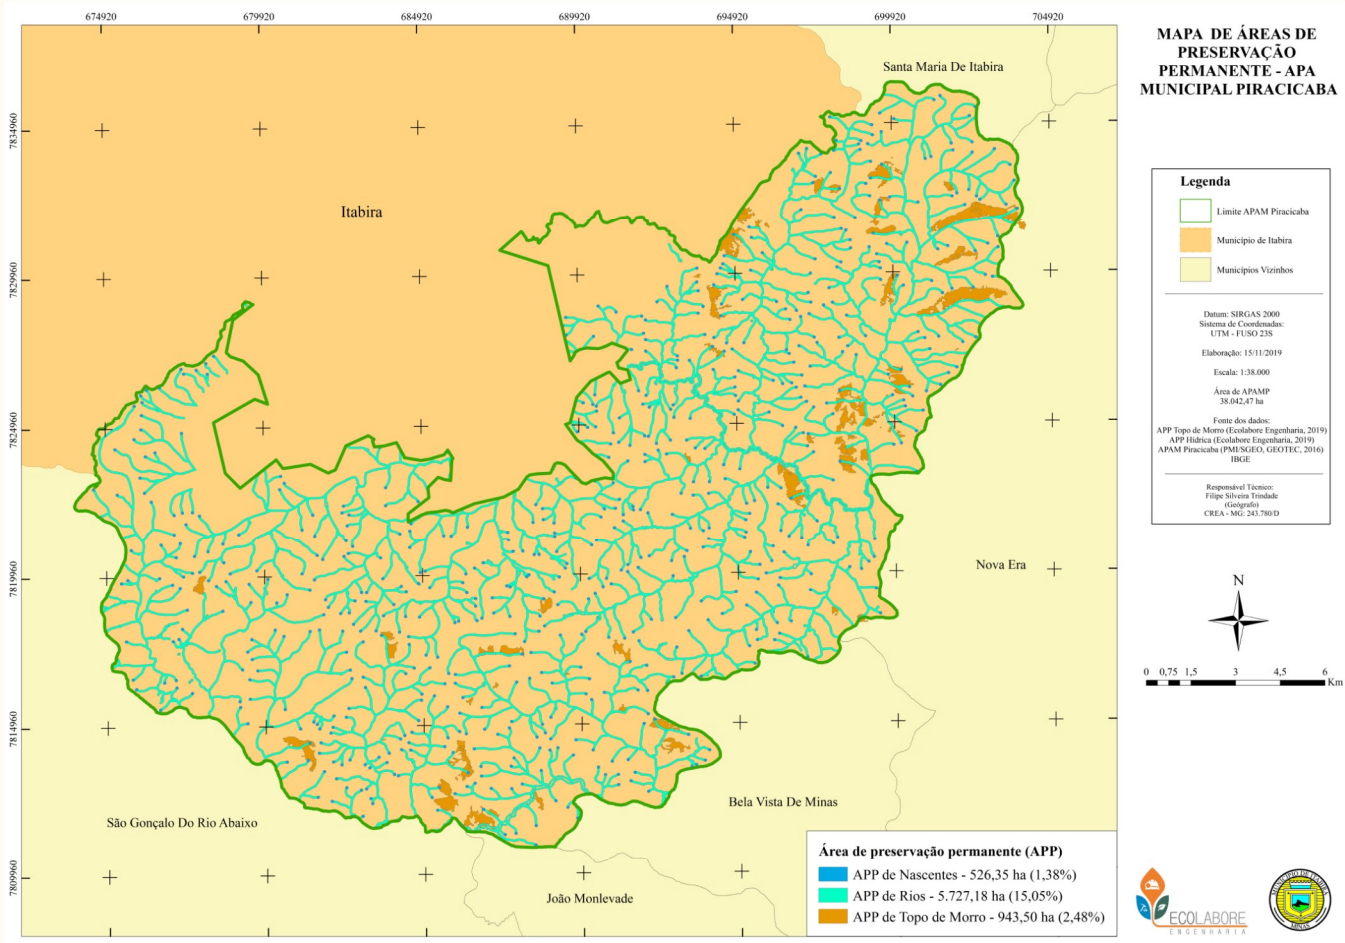 674920
679920
684920
689920
694920
699920
704920
MAPA DE ÁREAS DE
PRESERVAÇÃO
PERMANENTE - APA
MUNICIPAL PIRACICABA
Santa Maria De Itabira
7834960
7829960
7824960
7819960
7814960
7809960
Itabira
Nova Era
Bela Vista De Minas
São Gonçalo Do Rio Abaixo
João Monlevade
Legenda
Limite APAM Piracicaba
Município de Itabira
Municípios Vizinhos
Datum: SIRGAS 2000
Sistema de Coordenadas:
UTM - FUSO 23S
Elaboração: 15/11/2019
Escala: 1:38.000
Área de APAMP
38.042,47 ha
Fonte dos dados:
APP Topo de Morro (Ecolabore Engenharia, 2019)
APP Hídrica (Ecolabore Engenharia, 2019)
APAM Piracicaba (PMI/SGEO, GEOTEC, 2016)
IBGE
Responsável Técnico:
Filipe Silveira Trindade
(Geógrafo)
CREA - MG: 243.780/D
N
0 0,75 1,5 3 4,5 6
Km
Área de preservação permanente (APP)
APP de Nascentes - 526,35 ha (1,38%)
APP de Rios - 5.727,18 ha (15,05%)
APP de Topo de Morro - 943,50 ha (2,48%)
ECOLABORE
ENGENHARIA
MUNICÍPIO DE ITABIRA
MINAS